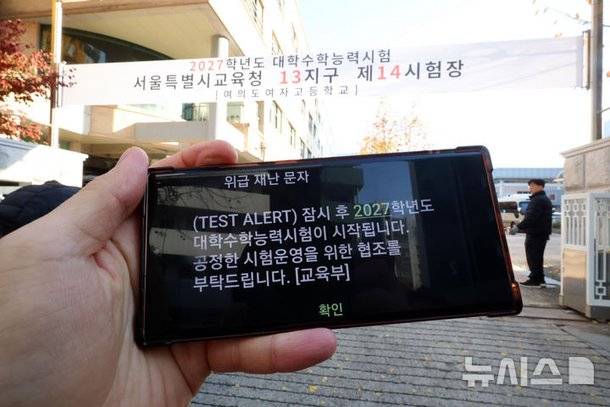 2027학년도 대학수학능력시험
서울특별시교육청 13지구 제14시험장
[여의도여자고등학교]
위급 재난 문자
(TEST ALERT) 잠시 후 2027학년도
대학수학능력시험이 시작됩니다.
공정한 시험운영을 위한 협조를
부탁드립니다. [교육부]
확인
뉴시스